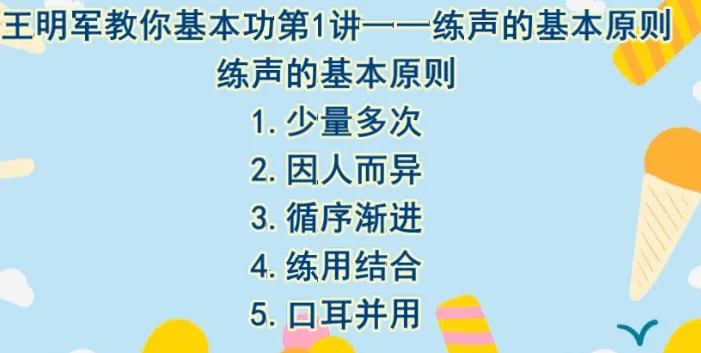 王明军教你基本功第1讲———练声的基本原则
练声的基本原则
1.少量多次
2.因人而异
3.循序渐进
4.练用结合
5.口耳并用